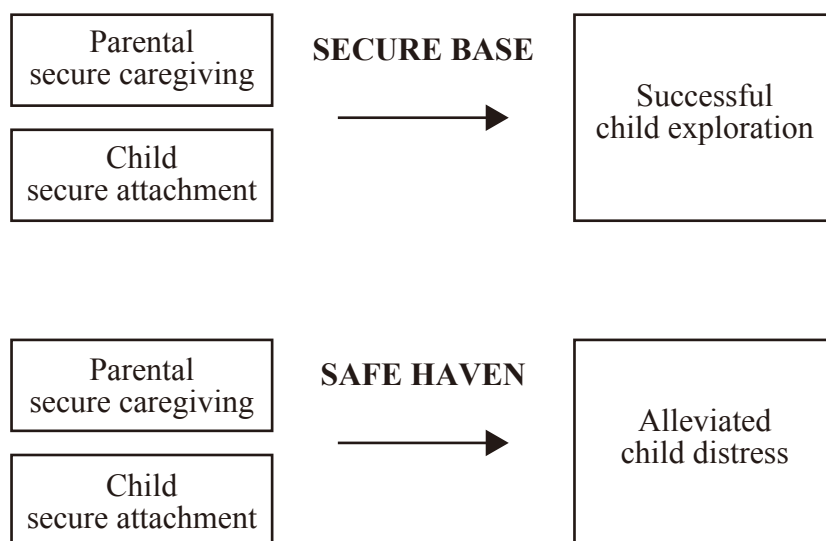 Parental
secure caregiving
SECURE BASE
Successful
child exploration
Child
secure attachment
Parental
secure caregiving
SAFE HAVEN
Alleviated
child distress
Child
secure attachment